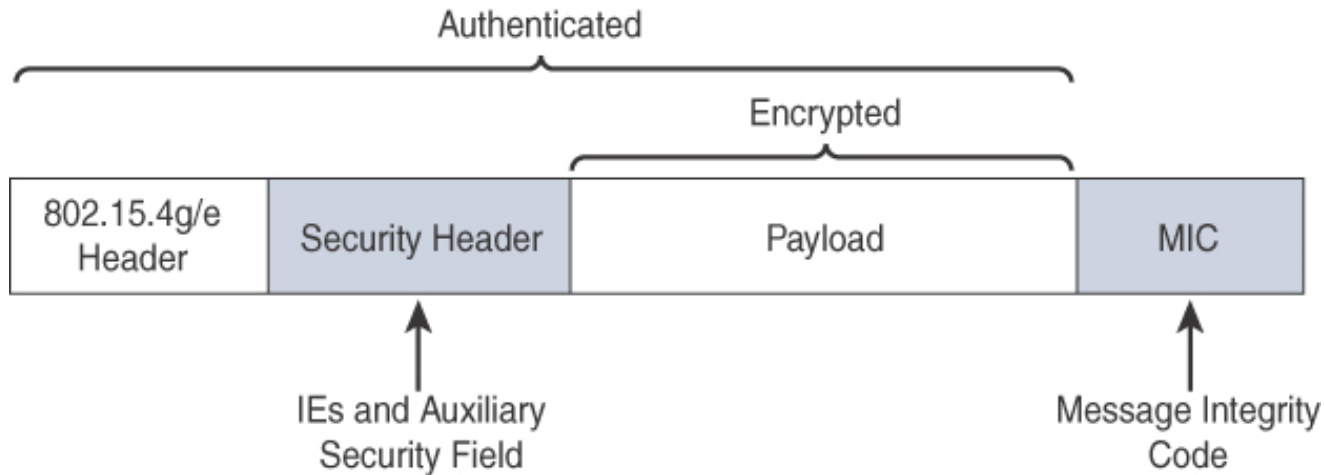 Authenticated
Encrypted
802.15.4g/e
Header
Security Header
Payload
MIC
IEs and Auxiliary
Security Field
Message Integrity
Code